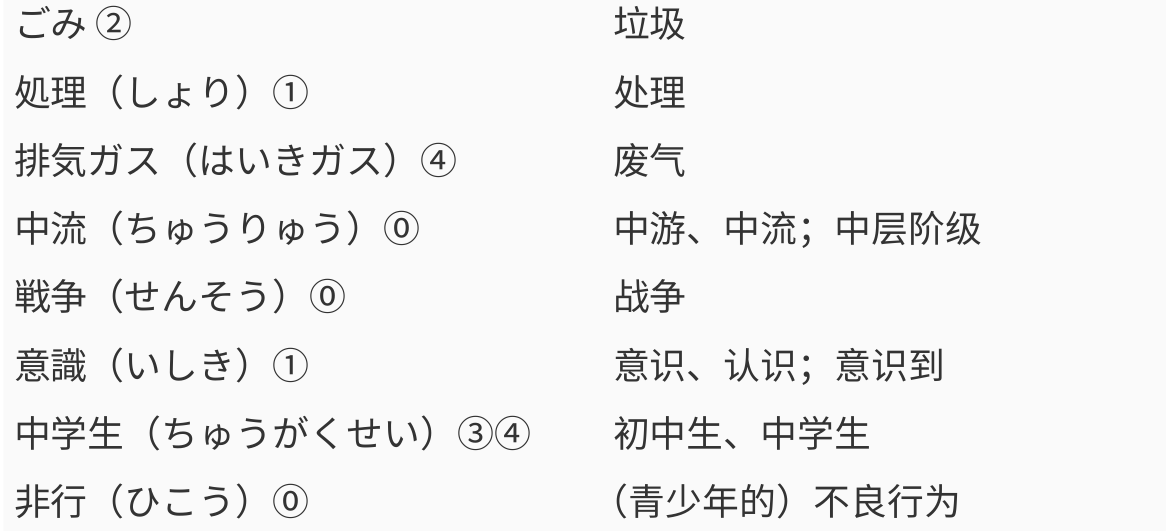 ごみ② 垃圾
処理（しょり）① 处理
排気ガス（はいきガス）④ 废气
中流（ちゅうりゅう）⓪ 中游、中流；中层阶级
戦争（せんそう）⓪ 战争
意識（いしき）① 意识、认识；意识到
中学生（ちゅうがくせい）③④ 初中生、中学生
非行（ひこう）⓪ （青少年的）不良行为